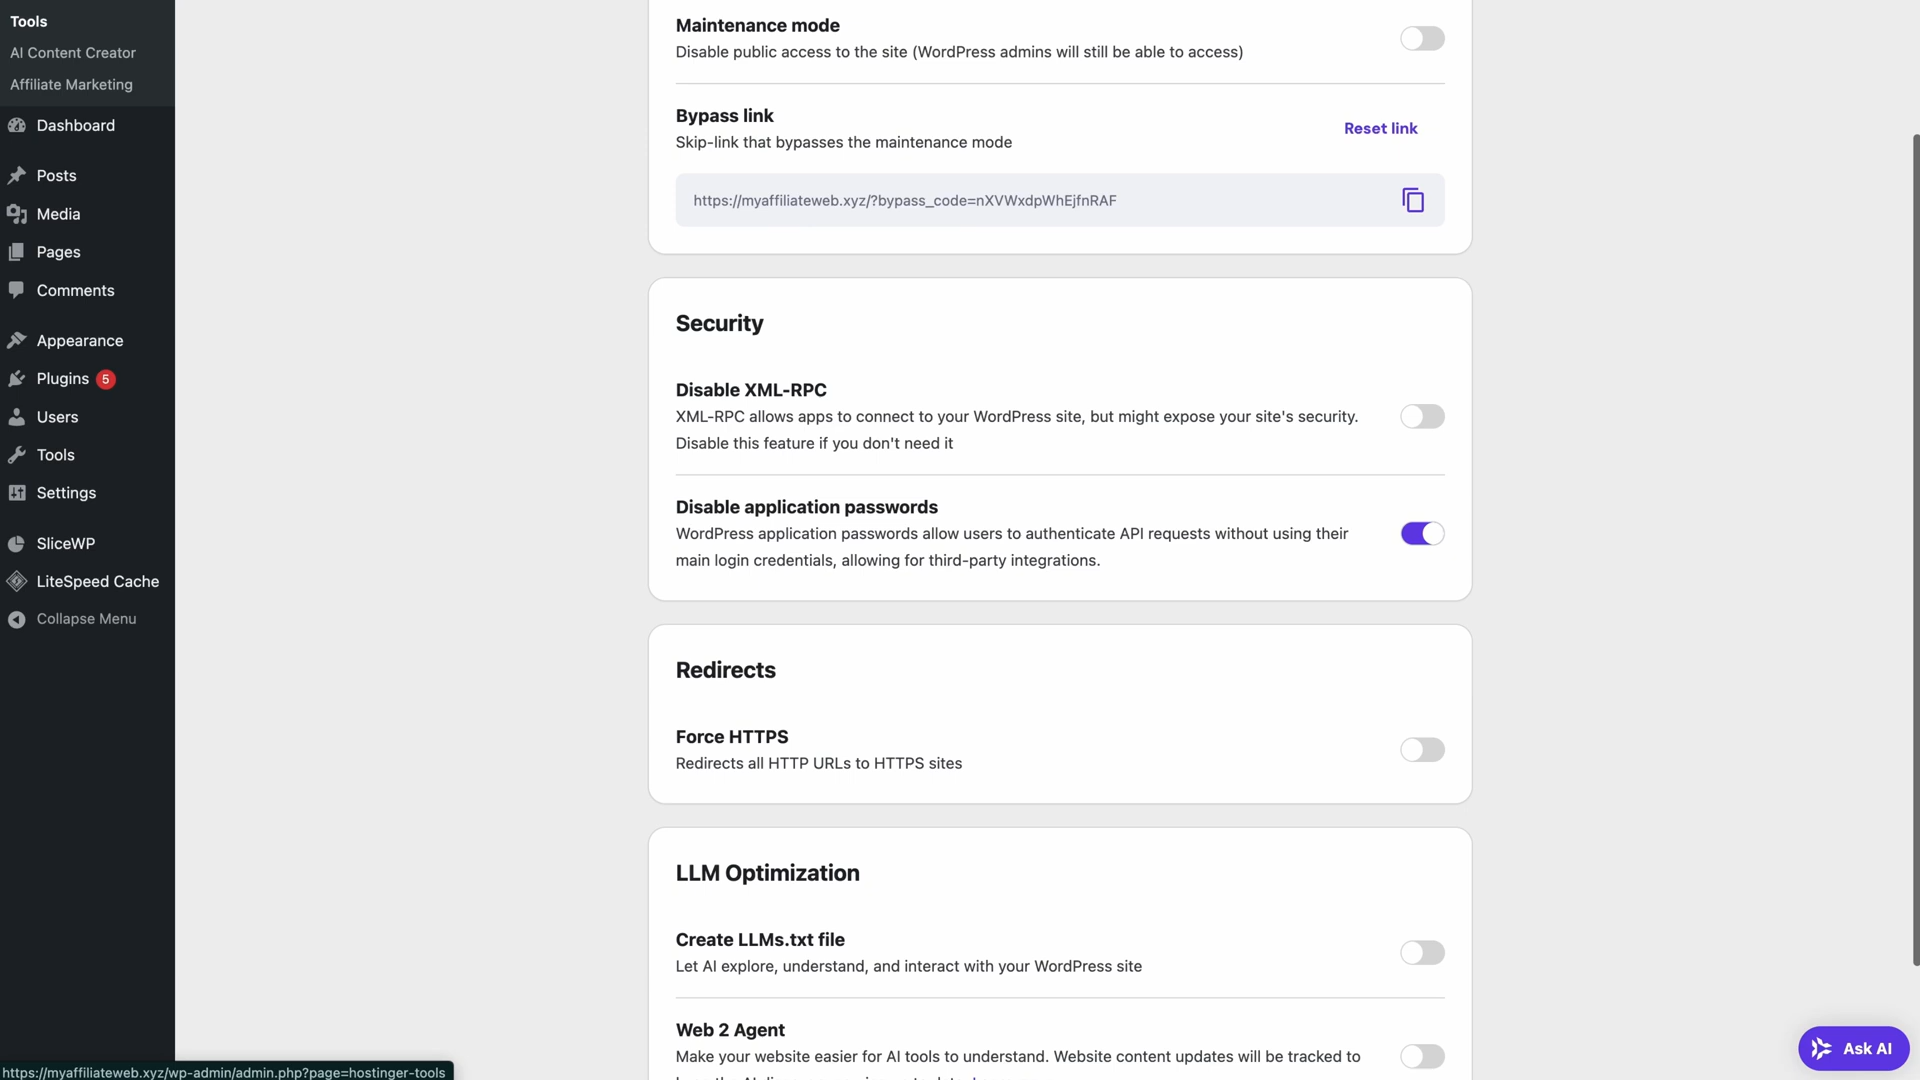 Tools
AI Content Creator
Affiliate Marketing
Dashboard
Posts
Media
Pages
Comments
Appearance
Plugins 5
Users
Tools
Settings
SliceWP
LiteSpeed Cache
Collapse Menu
Maintenance mode
Disable public access to the site (WordPress admins will still be able to access)
Bypass link
Skip-link that bypasses the maintenance mode
Reset link
https://myaffiliateweb.xyz/?bypass_code=nXVWxdpWhEjfnRAF
Security
Disable XML-RPC
XML-RPC allows apps to connect to your WordPress site, but might expose your site's security.
Disable this feature if you don't need it
Disable application passwords
WordPress application passwords allow users to authenticate API requests without using their
main login credentials, allowing for third-party integrations.
Redirects
Force HTTPS
Redirects all HTTP URLs to HTTPS sites
LLM Optimization
Create LLMs.txt file
Let AI explore, understand, and interact with your WordPress site
Web 2 Agent
Make your website easier for AI tools to understand. Website content updates will be tracked to
Ask AI
https://myaffiliateweb.xyz/wp-admin/admin.php?page=hostinger-tools